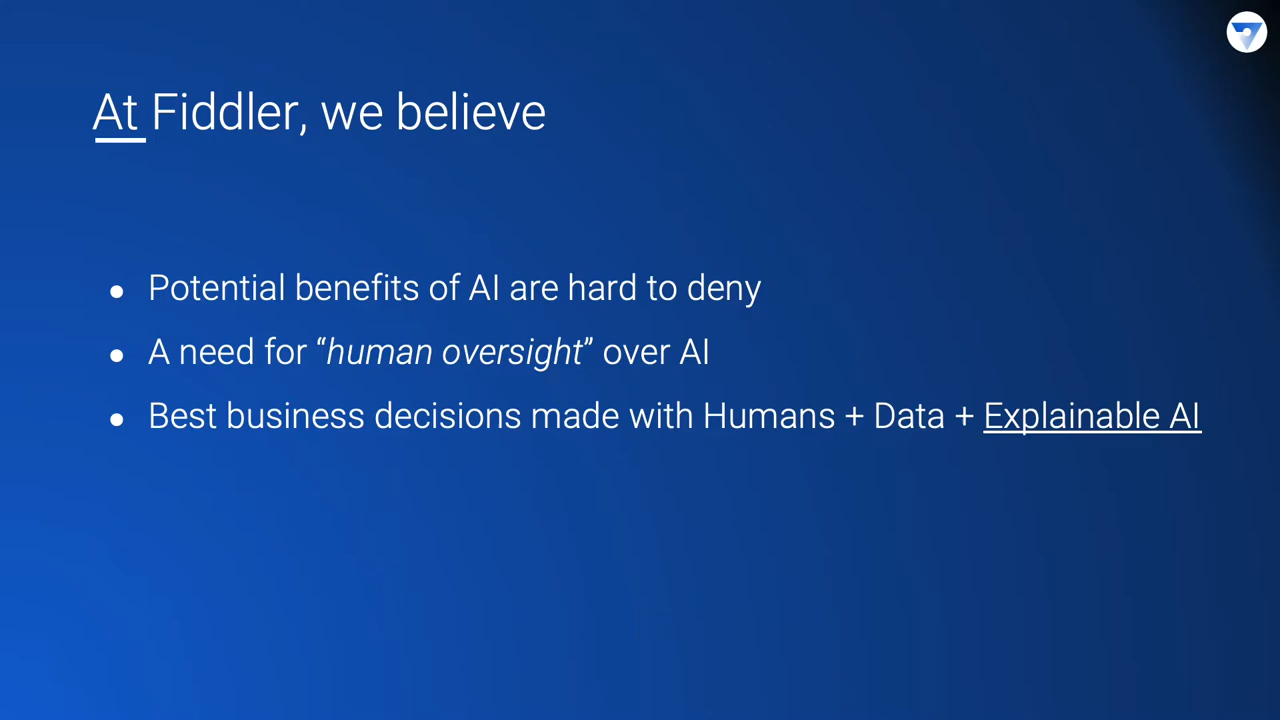 At Fiddler, we believe
● Potential benefits of AI are hard to deny
● A need for “human oversight” over AI
● Best business decisions made with Humans + Data + Explainable AI